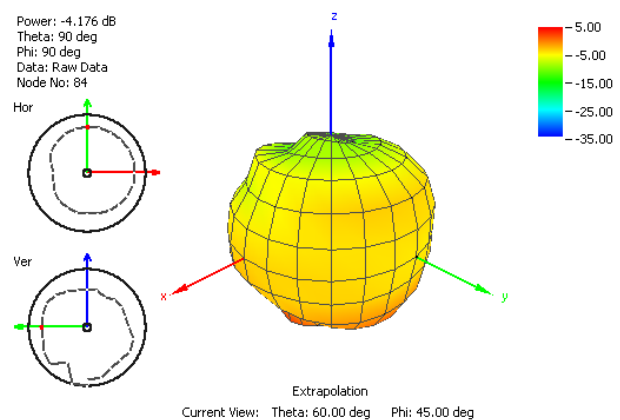 Power: -4.176 dB
Theta: 90 deg
Phi: 90 deg
Data: Raw Data
Node No: 84
Hor
Ver
z
x
y
-5.00
-5.00
-15.00
-25.00
-35.00
Extrapolation
Current View: Theta: 60.00 deg Phi: 45.00 deg